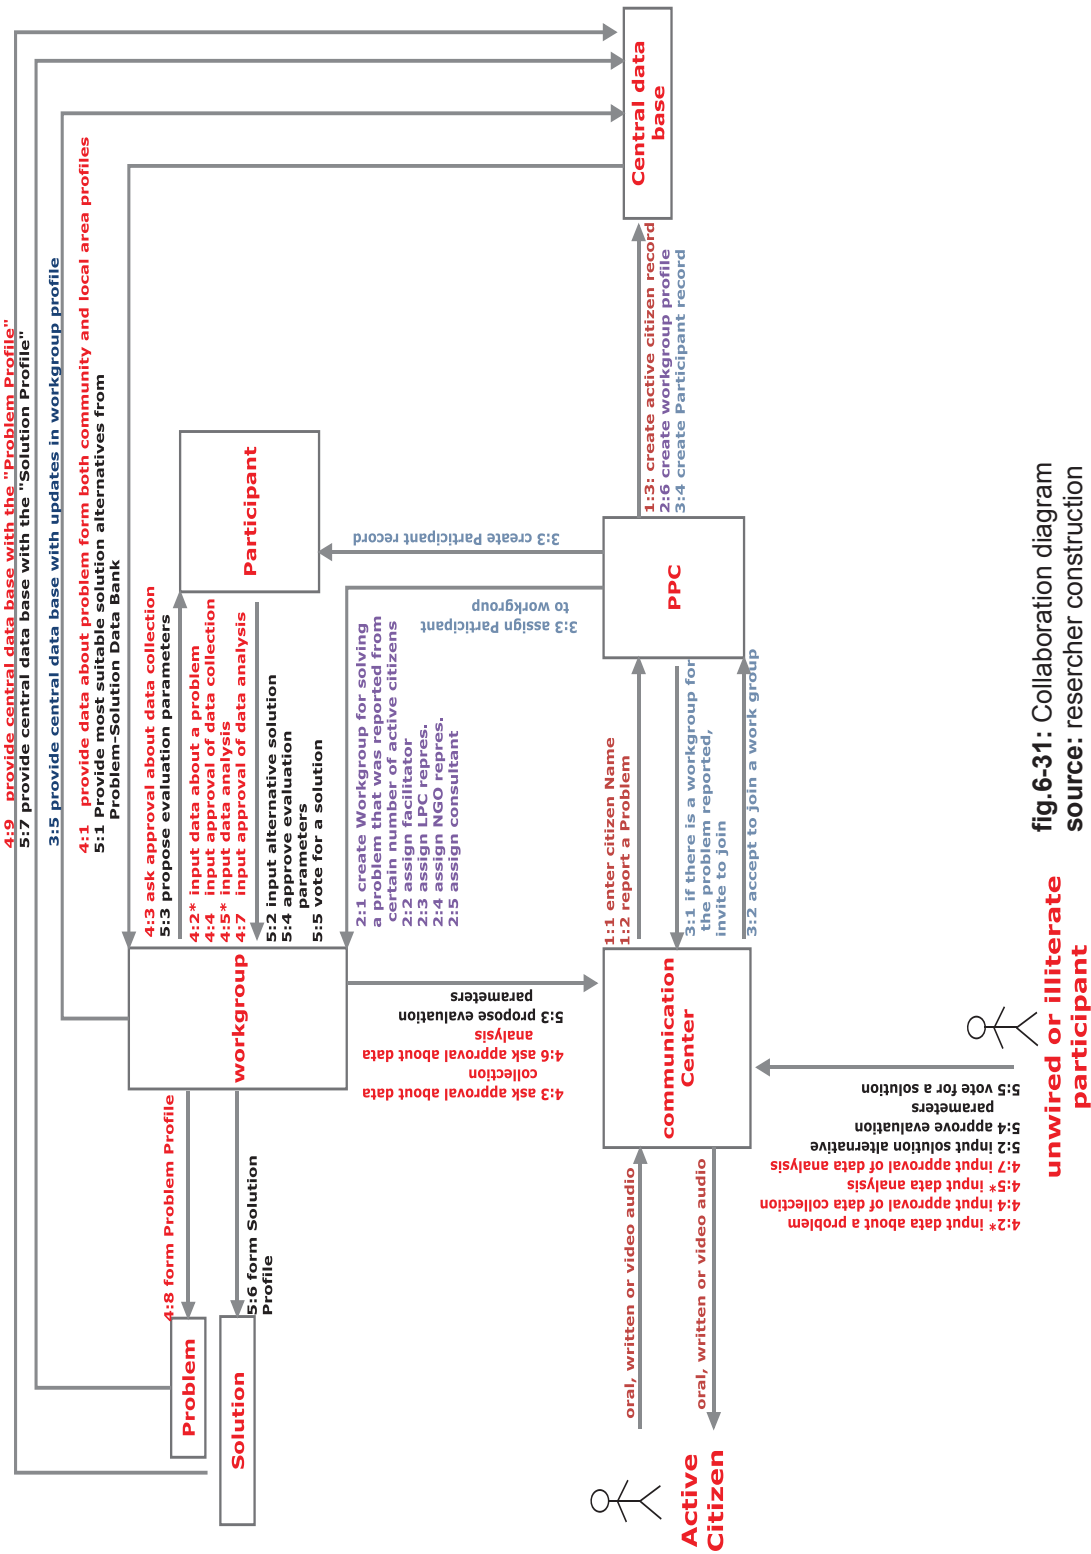 4:9 provide central data base with the "Problem Profile"
5:7 provide central data base with the "Solution Profile"
3:5 provide central data base with updates in workgroup profile
4:1 provide data about problem form both community and local area profiles
5:1 Provide most suitable solution alternatives from
Problem–Solution Data Bank
4:3 ask approval about data collection
5:3 propose evaluation parameters
4:2* input data about a problem
4:4 input approval of data collection
4:5* input data analysis
4:7 input approval of data analysis
5:2 input alternative solution
5:4 approve evaluation
parameters
5:5 vote for a solution
Participant
Central data
base
workgroup
4:8 form Problem Profile
5:6 form Solution
Profile
Problem
Solution
3:3 create Participant record
3:3 assign Participant
to workgroup
2:1 create Workgroup for solving
a problem that was reported from
certain number of active citizens
2:2 assign facilitator
2:3 assign LPC repres.
2:4 assign NGO repres.
2:5 assign consultant
4:3 ask approval about data
collection
4:6 ask approval about data
analysis
5:3 propose evaluation
parameters
PPC
1:3: create active citizen record
2:6 create workgroup profile
3:4 create Participant record
1:1 enter citizen Name
1:2 report a Problem
3:1 if there is a workgroup for
the problem reported,
invite to join
3:2 accept to join a work group
communication
Center
oral, written or video audio
oral, written or video audio
Active
Citizen
4:2* input data about a problem
4:4 input approval of data collection
4:5* input data analysis
4:7 input approval of data analysis
5:2 input solution alternative
5:4 approve evaluation
parameters
5:5 vote for a solution
unwired or illiterate
participant
fig.6-31: Colaboration diagram
source: resercher construction